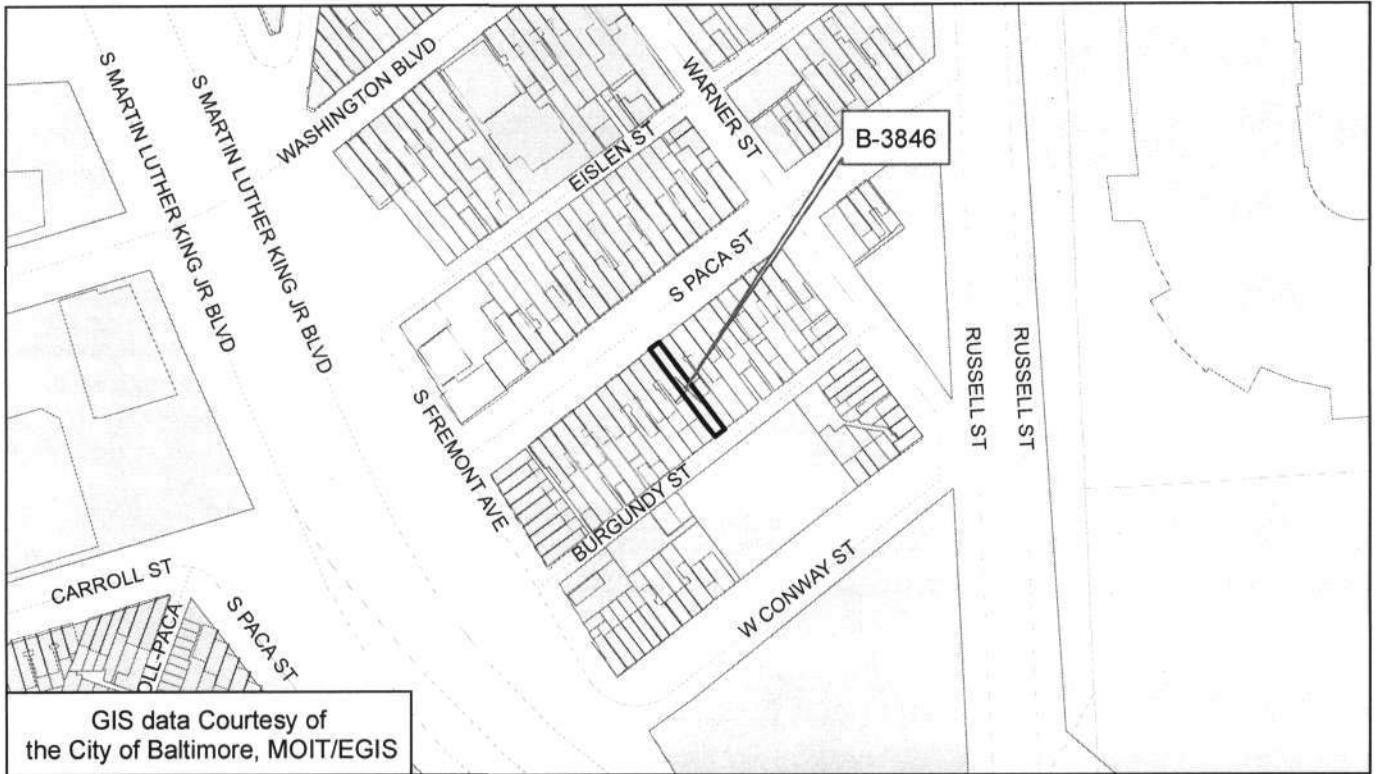 S MARTIN LUTHER KING JR BLVD
S MARTIN LUTHER KING JR BLVD
WASHINGTON BLVD
WARNER ST
EISLEN ST
B-3846
S PACA ST
RUSSELL ST
RUSSELL ST
S FREMONT AVE
BURGUNDY ST
W CONWAY ST
CARROLL ST
S PACA ST
OLL-PACA
GIS data Courtesy of
the City of Baltimore, MOIT/EGIS